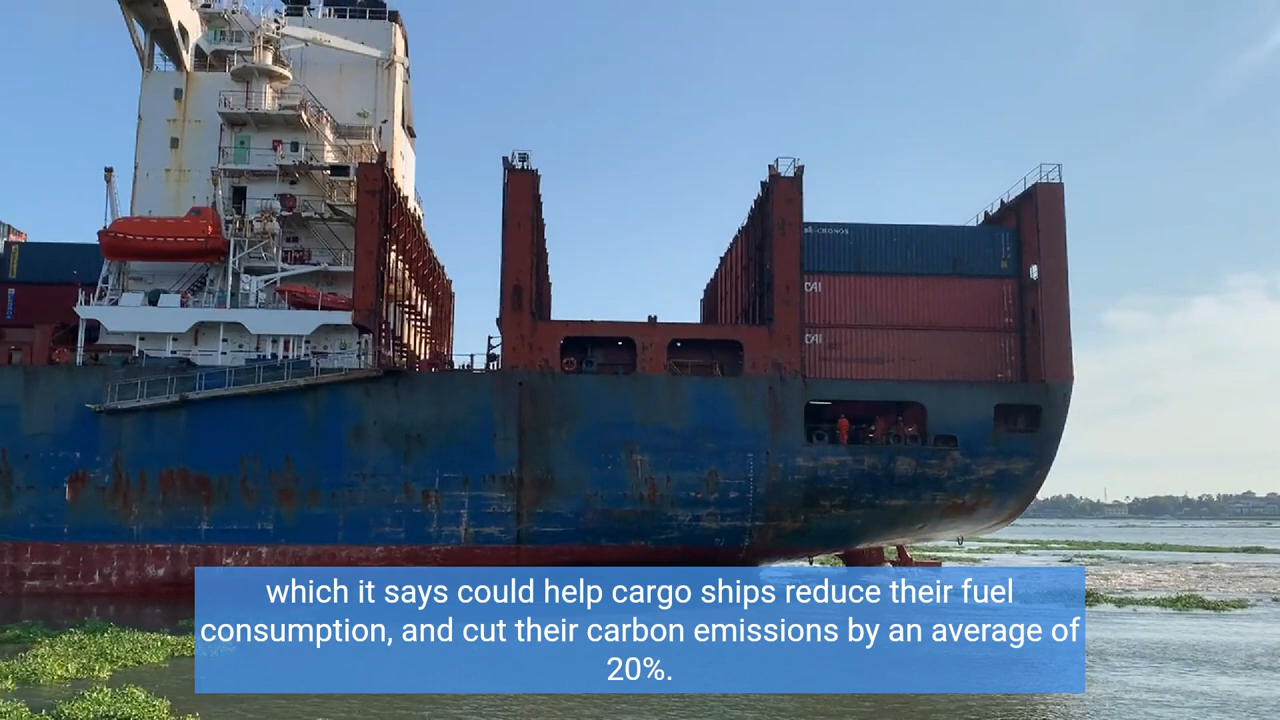 CRONOS
CAI
CAI
which it says could help cargo ships reduce their fuel
consumption, and cut their carbon emissions by an average of
20%.